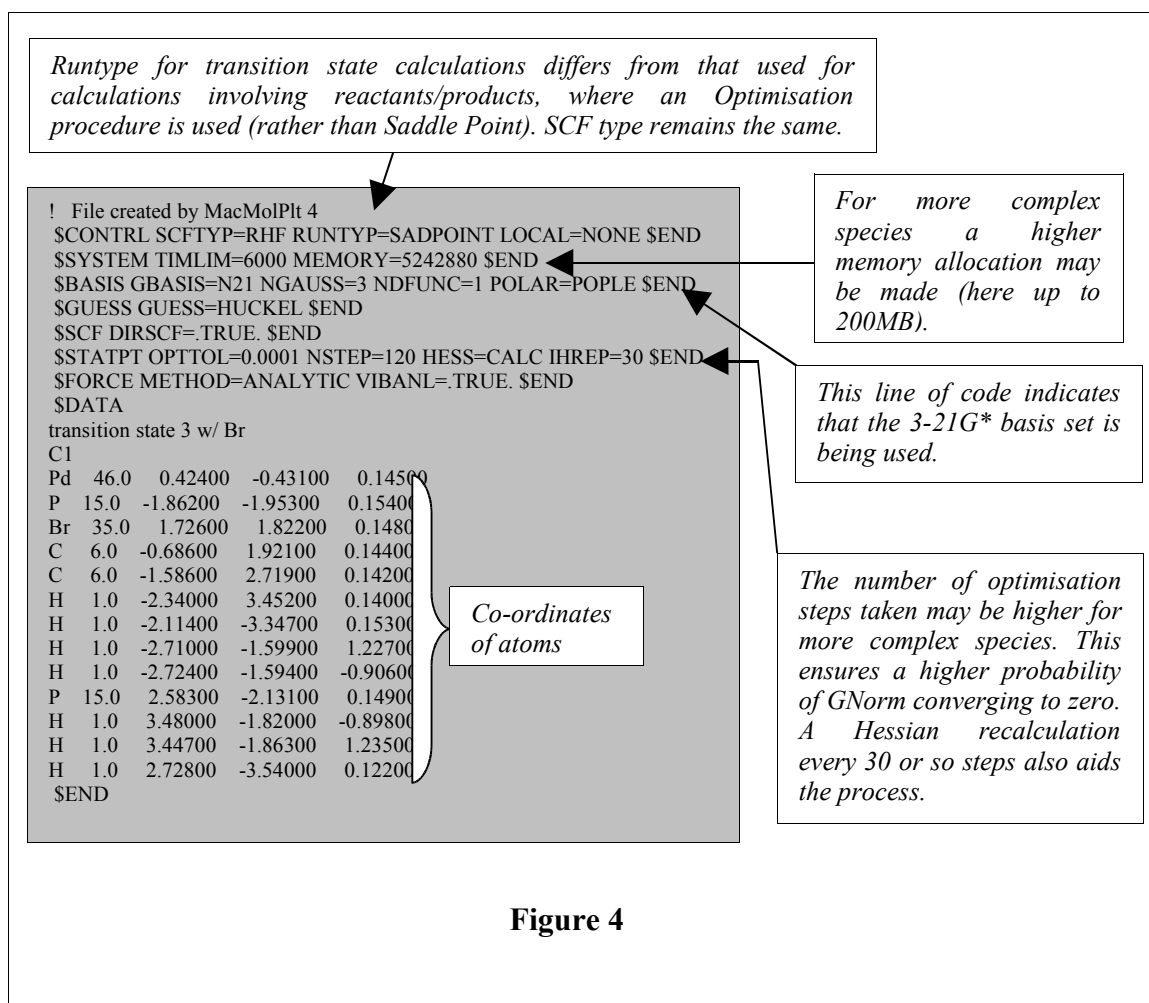 Runtype for transition state calculations differs from that used for
calculations involving reactants/products, where an Optimisation
procedure is used (rather than Saddle Point). SCF type remains the same.
! File created by MacMolPlt 4
$CONTRL SCFTYP=RHF RUNTYP=SADPOINT LOCAL=NONE $END
$SYSTEM TIMLIM=6000 MEMORY=5242880 $END
$BASIS GBASIS=N21 NGAUSS=3 NDFUNC=1 POLAR=POPLE $END
$GUESS GUESS=HUCKEL $END
$SCF DIRSCF=.TRUE. $END
$STATPT OPTTOL=0.0001 NSTEP=120 HESS=CALC IHREP=30 $END
$FORCE METHOD=ANALYTIC VIBANL=.TRUE. $END
$DATA
transition state 3 w/ Br
C1
Pd 46.0 0.42400 -0.43100 0.14500
P 15.0 -1.86200 -1.95300 0.15400
Br 35.0 1.72600 1.82200 0.1480
C 6.0 -0.68600 1.92100 0.14400
C 6.0 -1.58600 2.71900 0.14200
H 1.0 -2.34000 3.45200 0.14000
H 1.0 -2.11400 -3.34700 0.15300
H 1.0 -2.71000 -1.59900 1.22700
H 1.0 -2.72400 -1.59400 -0.90600
P 15.0 2.58300 -2.13100 0.14900
H 1.0 3.48000 -1.82000 -0.89800
H 1.0 3.44700 -1.86300 1.23500
H 1.0 2.72800 -3.54000 0.12200
$END
Co-ordinates
of atoms
For more complex
species a higher
memory allocation may
be made (here up to
200MB).
This line of code indicates
that the 3-21G* basis set is
being used.
The number of optimisation
steps taken may be higher for
more complex species. This
ensures a higher probability
of GNorm converging to zero.
A Hessian recalculation
every 30 or so steps also aids
the process.
Figure 4